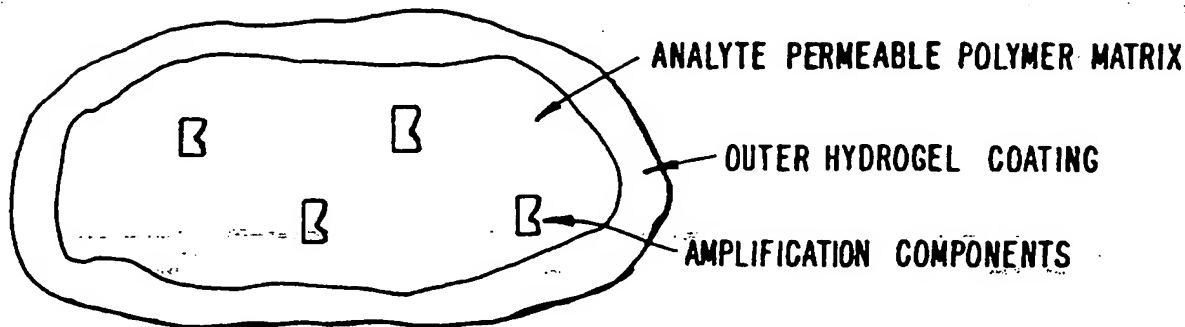 ANALYTE PERMEABLE POLYMER MATRIX
OUTER HYDROGEL COATING
AMPLIFICATION COMPONENTS